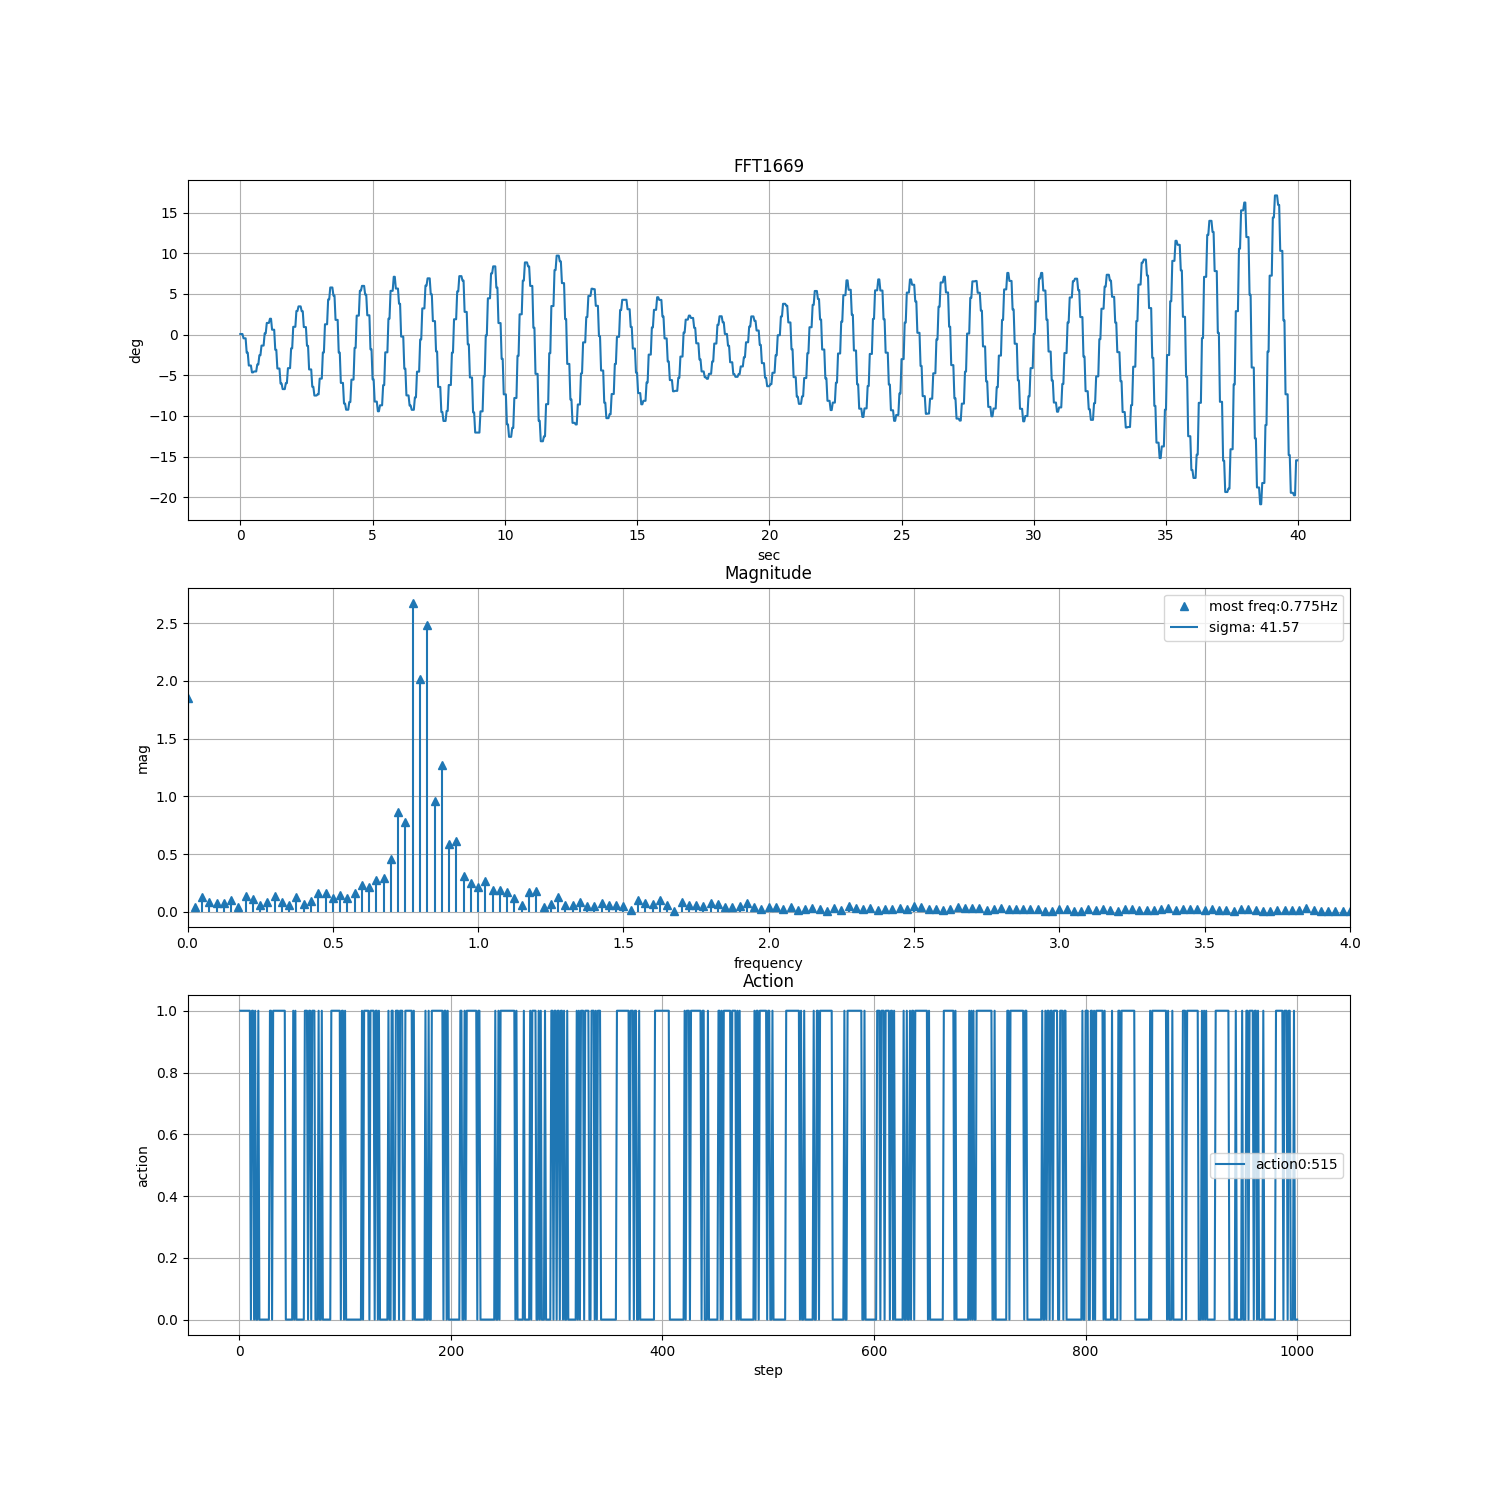 FFT1669
15
10
5
0
−5
−10
−15
−20
deg
0 5 10 15 20 25 30 35 40
sec
Magnitude
most freq:0.775Hz
sigma: 41.57
2.5
2.0
1.5
1.0
0.5
0.0
mag
0.0 0.5 1.0 1.5 2.0 2.5 3.0 3.5 4.0
frequency
Action
1.0
0.8
0.6
0.4
0.2
0.0
action
action0:515
0 200 400 600 800 1000
step